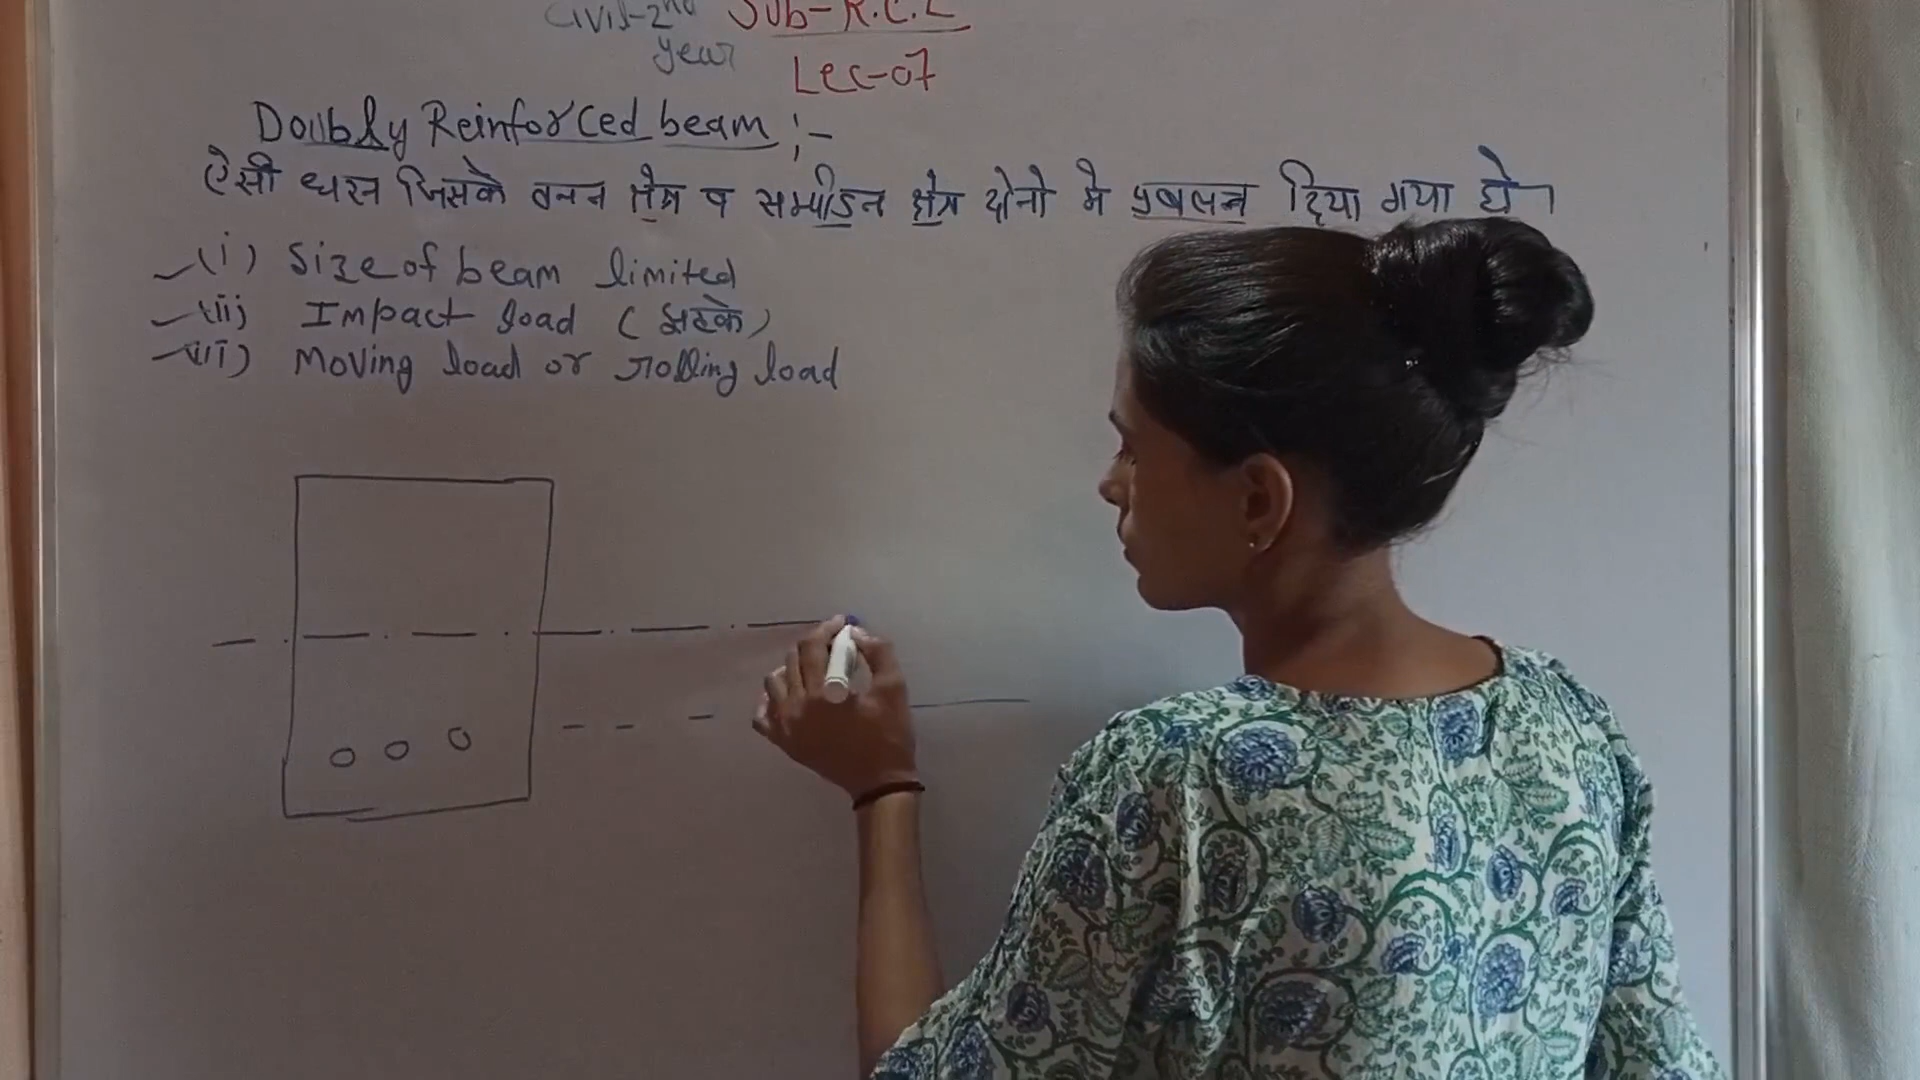 Civil-2nd Sub-R.C.C
year Lec-07
Doubly Reinforced beam :-
ऐसी धरन जिसके तनन क्षेत्र व सम्पीडन क्षेत्र दोनो मे प्रबलन दिया गया हो।
(i) Size of beam limited
(ii) Impact load (झटके)
(iii) Moving load or rolling load